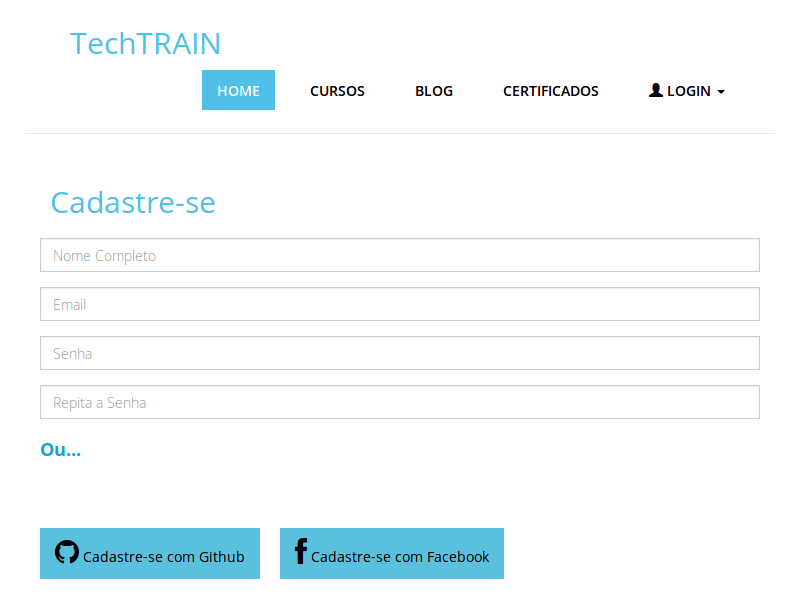 TechTRAIN
HOME CURSOS BLOG CERTIFICADOS LOGIN
Cadastre-se
Nome Completo
Email
Senha
Repita a Senha
Ou...
Cadastre-se com Github Cadastre-se com Facebook